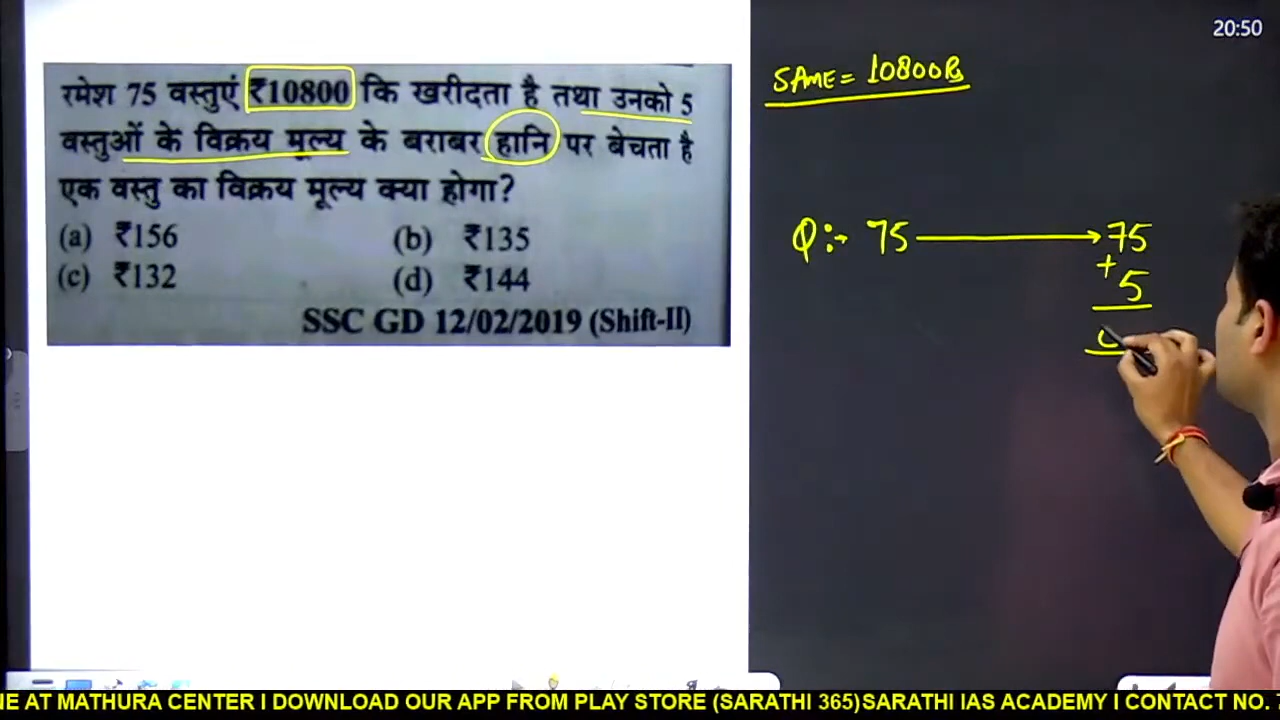 20:50
SAME = 10800Rs
रमेश 75 वस्तुएं ₹10800 कि खरीदता है तथा उनको 5
वस्तुओं के विक्रय मूल्य के बराबर हानि पर बेचता है
एक वस्तु का विक्रय मूल्य क्या होगा?
(a) ₹156 (b) ₹135
(c) ₹132 (d) ₹144
SSC GD 12/02/2019 (Shift-II)
Q:- 75 → 75
+
5
NE AT MATHURA CENTER I DOWNLOAD OUR APP FROM PLAY STORE (SARATHI 365)SARATHI IAS ACADEMY I CONTACT NO.